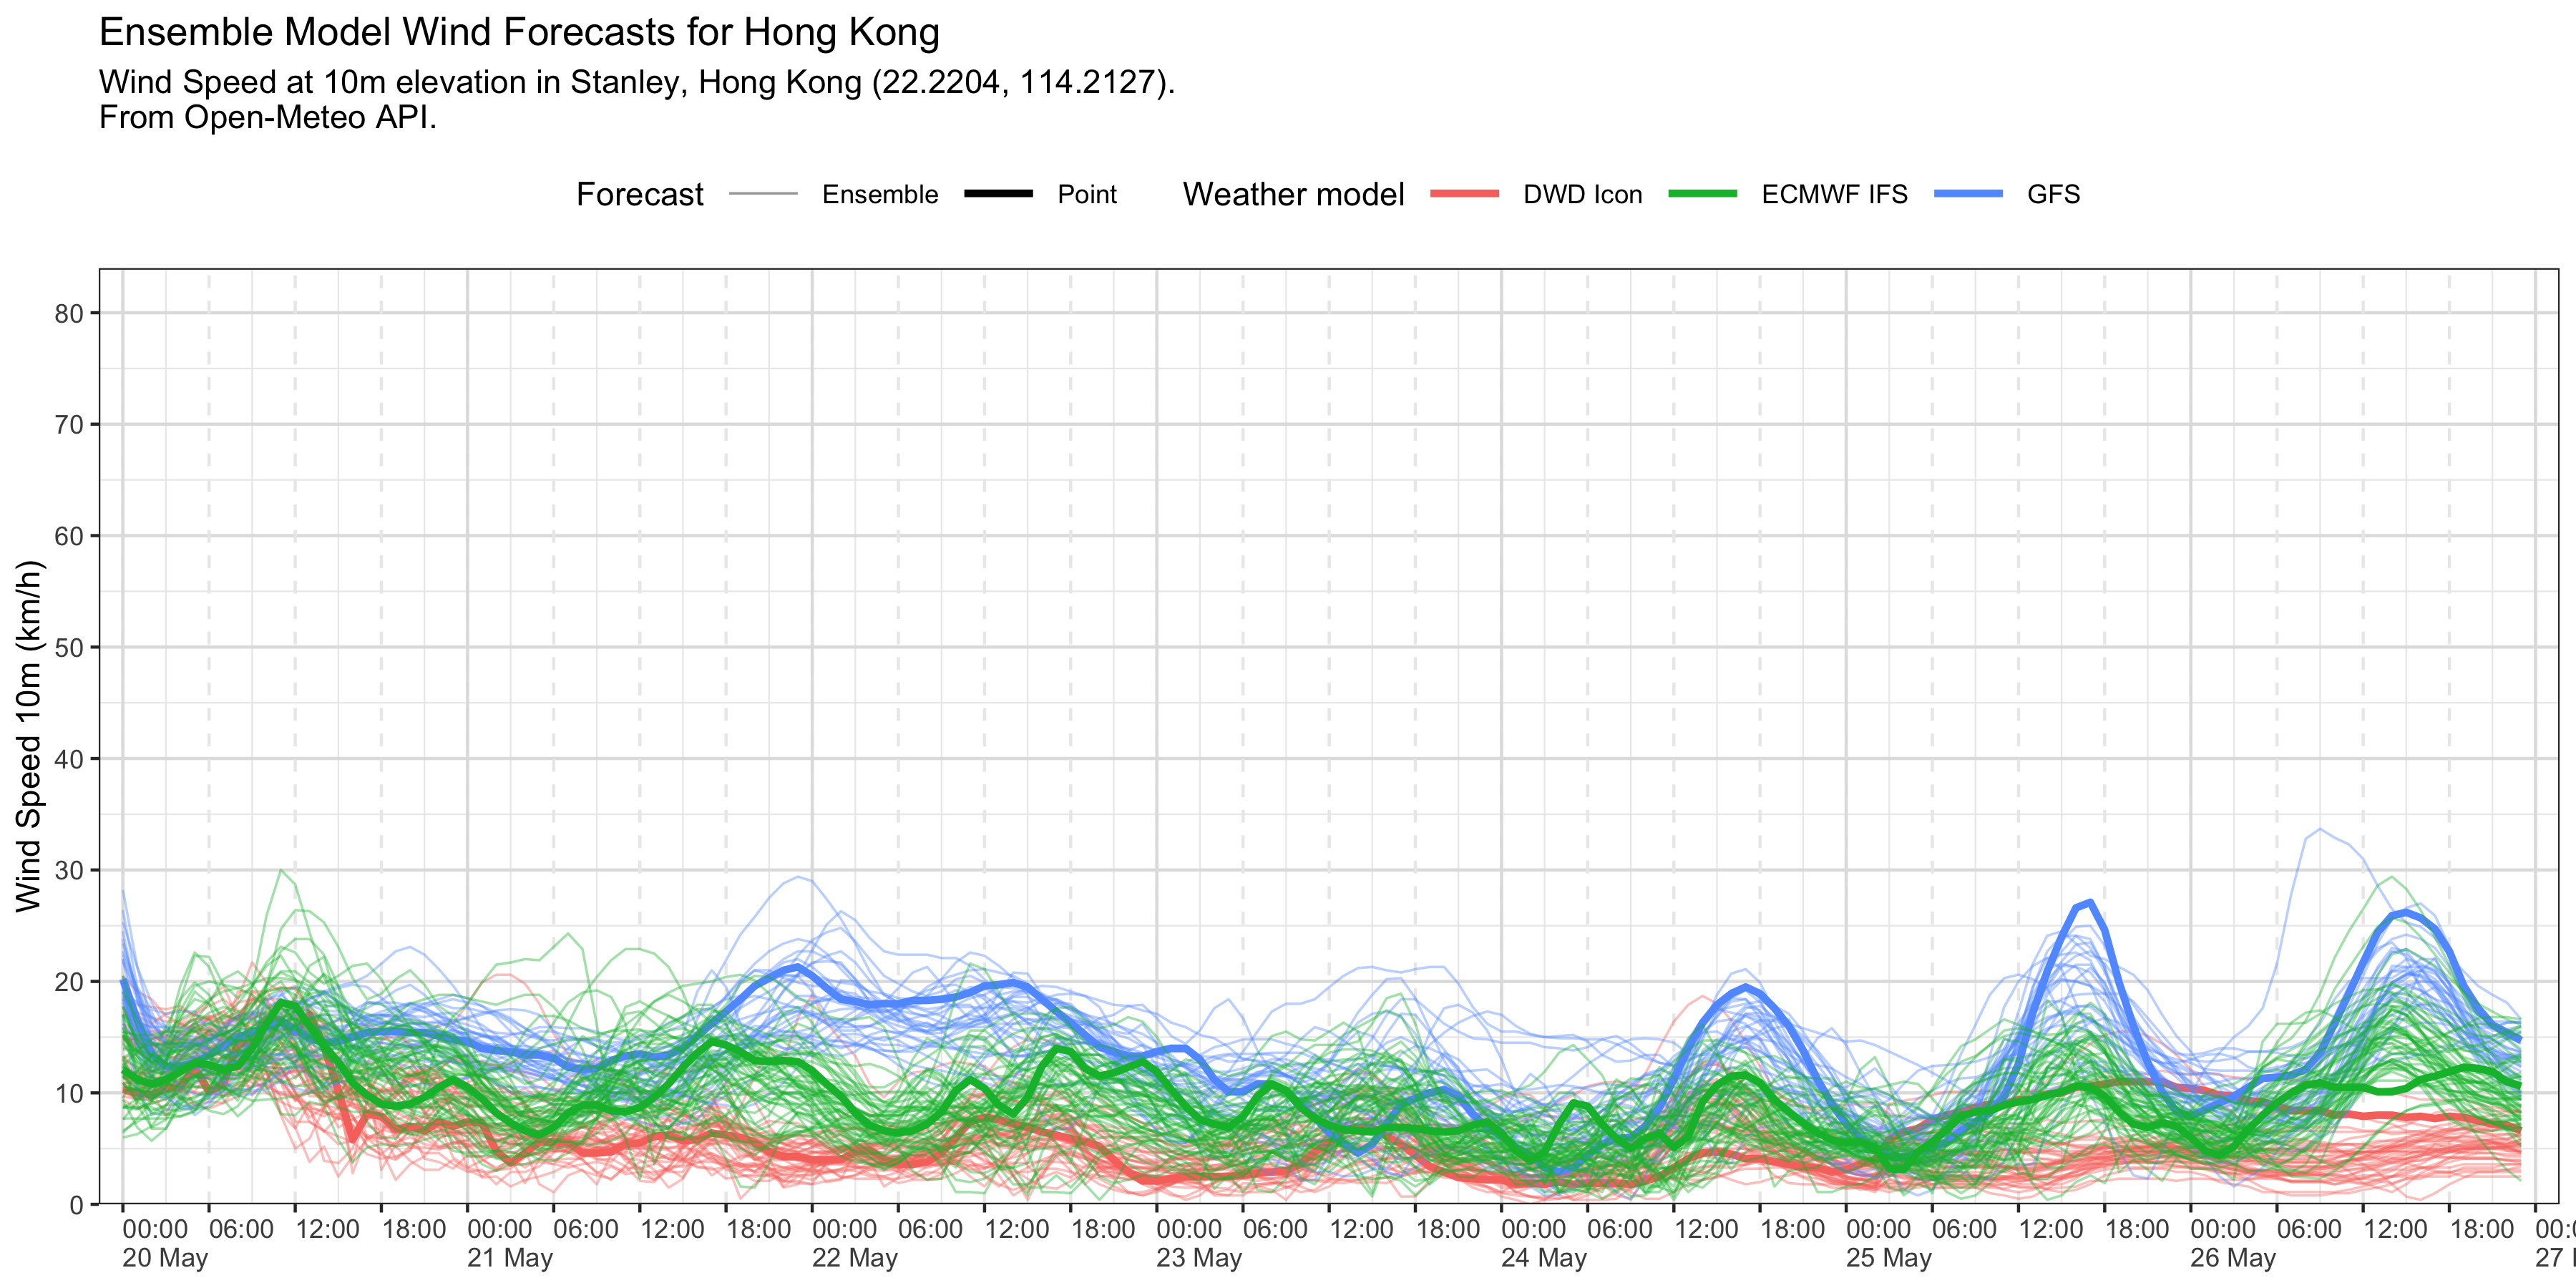 Ensemble Model Wind Forecasts for Hong Kong
Wind Speed at 10m elevation in Stanley, Hong Kong (22.2204, 114.2127).
From Open-Meteo API.
Forecast Ensemble Point Weather model DWD Icon ECMWF IFS GFS
Wind Speed 10m (km/h)
80
70
60
50
40
30
20
10
0
00:00 06:00 12:00 18:00 00:00 06:00 12:00 18:00 00:00 06:00 12:00 18:00 00:00 06:00 12:00 18:00 00:00 06:00 12:00 18:00 00:00 06:00 12:00 18:00 00:00 06:00 12:00 18:00
20 May 21 May 22 May 23 May 24 May 25 May 26 May 27